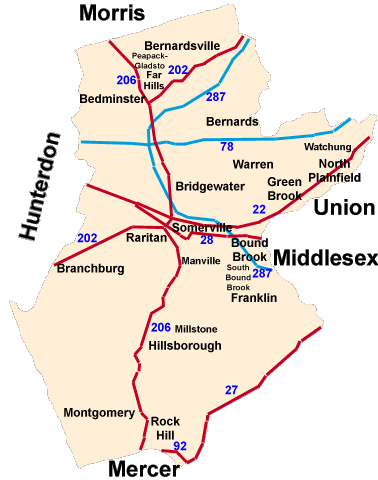 Morris
Bernardsville
Peapack-
Gladsto
206
202
Far
Hills
Bedminster
287
Bernards
78
Watchung
Warren
North
Plainfield
Hunterdon
Bridgewater
Green
Brook
22
Union
Somerville
202
Raritan
28
Bound
Brook
Middlesex
Branchburg
Manville
South
Bound
Brook
287
Franklin
206
Millstone
Hillsborough
27
Montgomery
Rock
Hill
92
Mercer